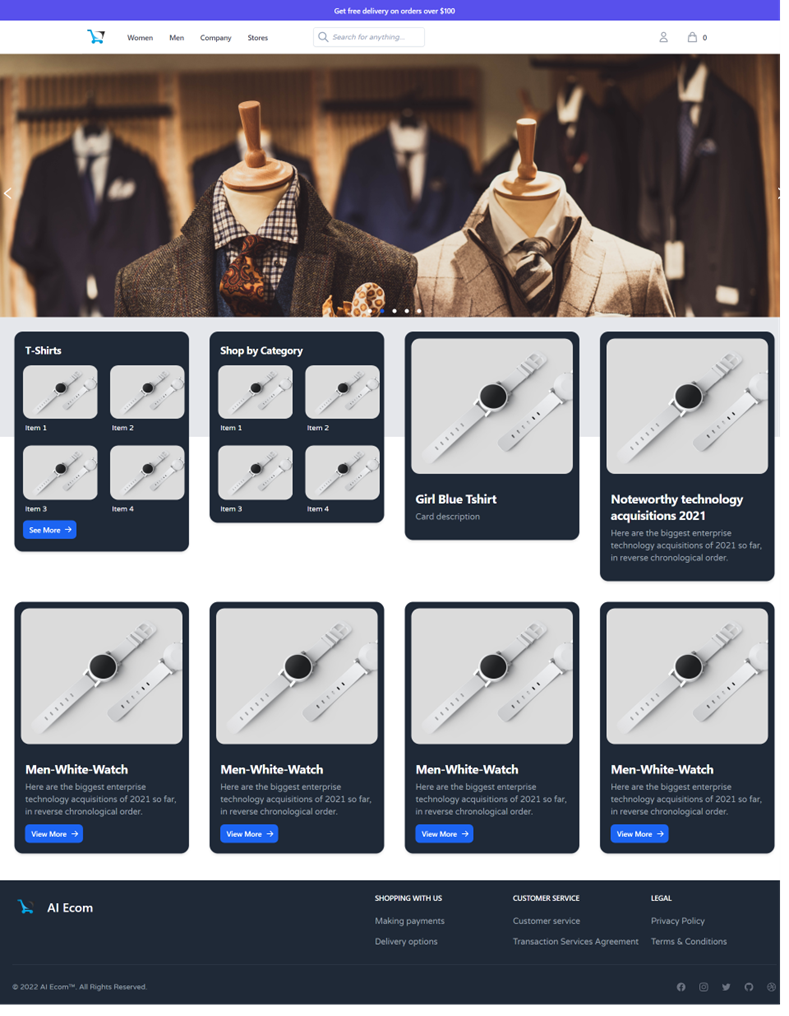 Get free delivery on orders over $100
Women Men Company Stores Search for anything... 0
T-Shirts
Item 1 Item 2
Item 3 Item 4
See More →
Shop by Category
Item 1 Item 2
Item 3 Item 4
Girl Blue Tshirt
Card description
Noteworthy technology
acquisitions 2021
Here are the biggest enterprise
technology acquisitions of 2021 so far,
in reverse chronological order.
Men-White-Watch
Here are the biggest enterprise
technology acquisitions of 2021 so far,
in reverse chronological order.
View More →
Men-White-Watch
Here are the biggest enterprise
technology acquisitions of 2021 so far,
in reverse chronological order.
View More →
Men-White-Watch
Here are the biggest enterprise
technology acquisitions of 2021 so far,
in reverse chronological order.
View More →
Men-White-Watch
Here are the biggest enterprise
technology acquisitions of 2021 so far,
in reverse chronological order.
View More →
AI Ecom
SHOPPING WITH US
Making payments
Delivery options
CUSTOMER SERVICE
Customer service
Transaction Services Agreement
LEGAL
Privacy Policy
Terms & Conditions
© 2022 AI Ecom™. All Rights Reserved.